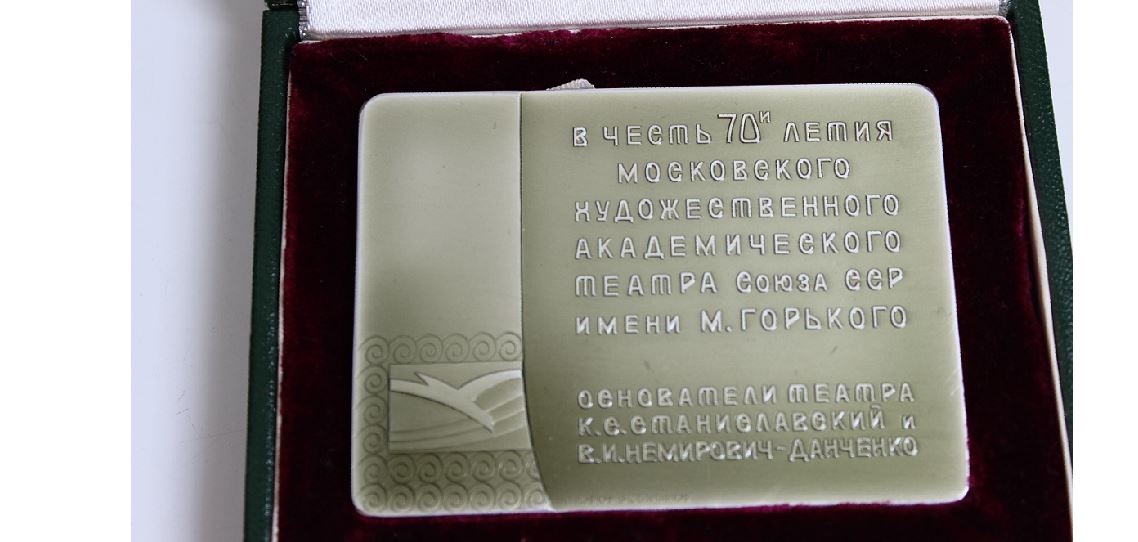 В ЧЕСТЬ 70И ЛЕТИЯ
МОСКОВСКОГО
ХУДОЖЕСТВЕННОГО
АКАДЕМИЧЕСКОГО
ТЕАТРА СОЮЗА ССР
ИМЕНИ М.ГОРЬКОГО
ОСНОВАТЕЛИ ТЕАТРА
К.С.СТАНИСЛАВСКИЙ и
В.И.НЕМИРОВИЧ-ДАНЧЕНКО